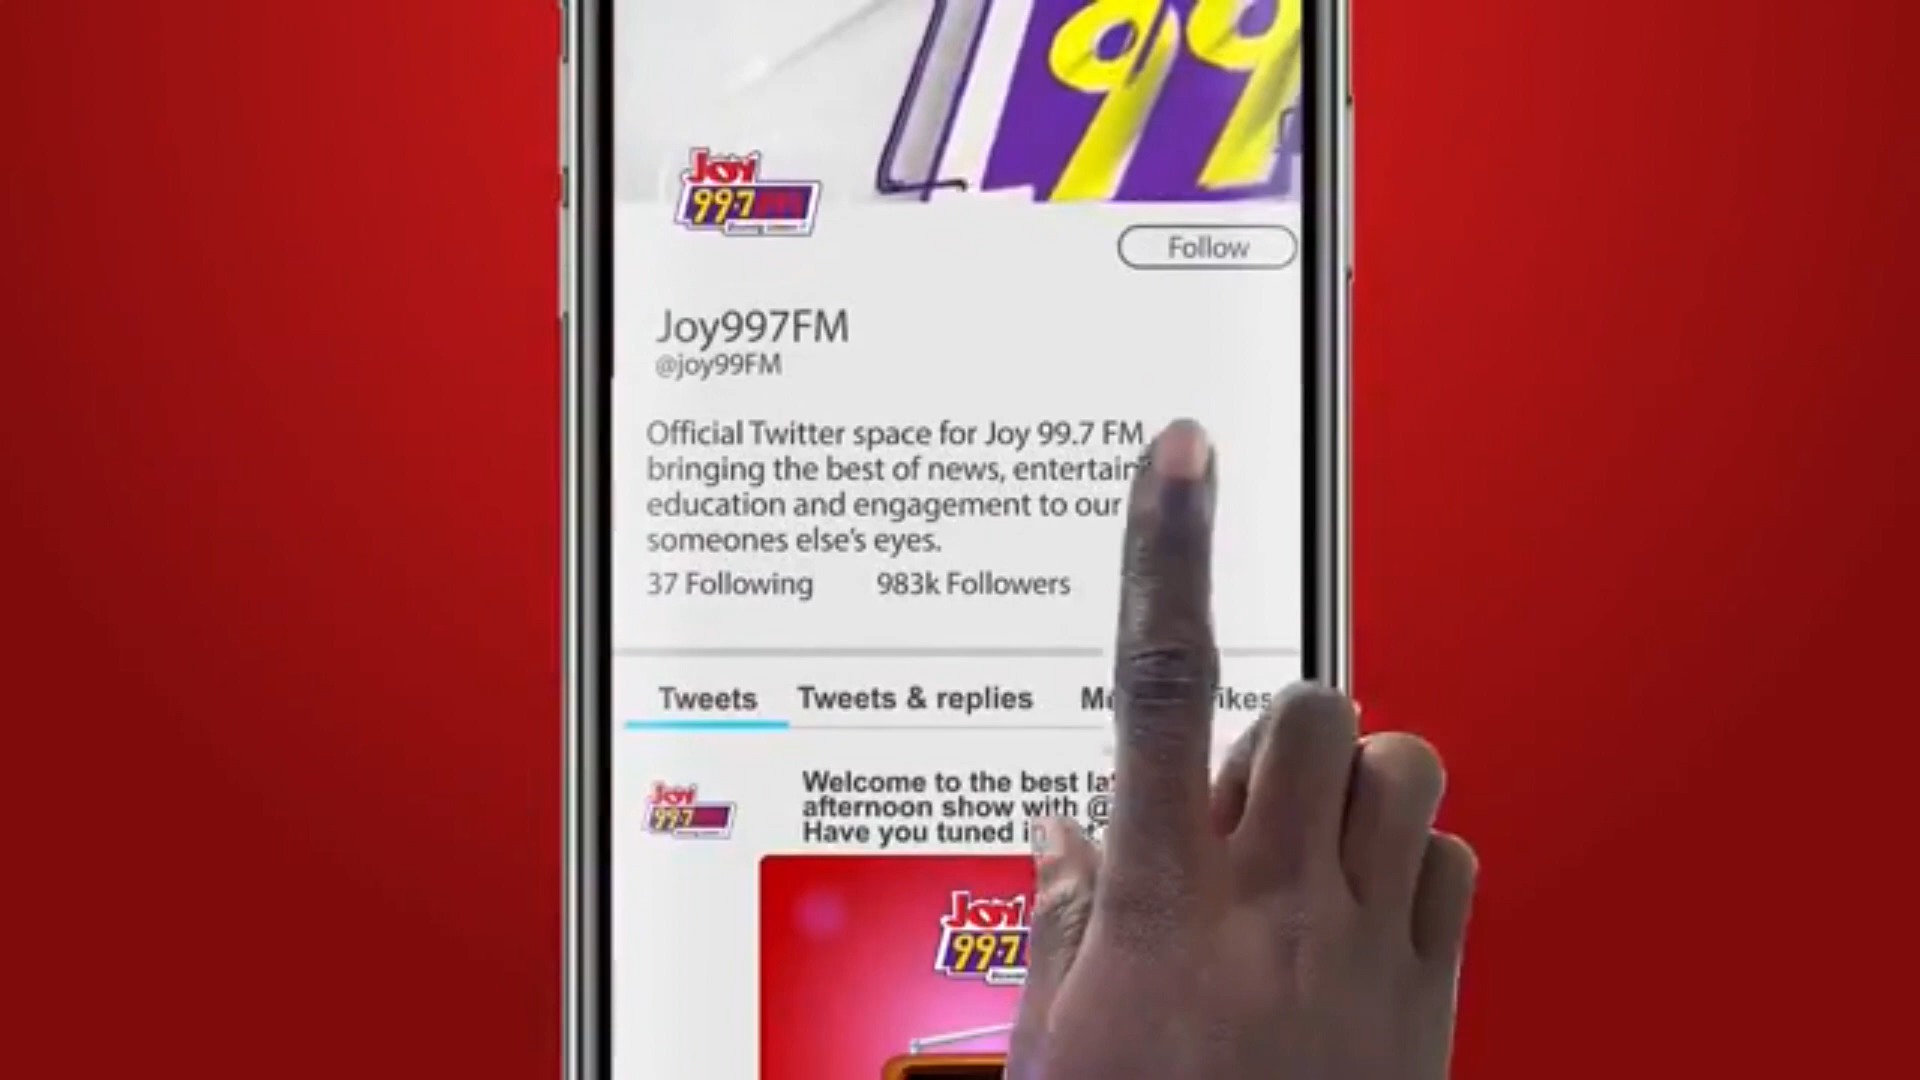 99
Joy
99.7 FM
Follow
Joy997FM
@joy99FM
Official Twitter space for Joy 99.7 FM
bringing the best of news,
education and engagement to our
someones else's eyes.
37 Following 983k Followers
Tweets Tweets & replies
Joy
99.7
Welcome to the best
afternoon show with
Have you tuned
Joy
99.7